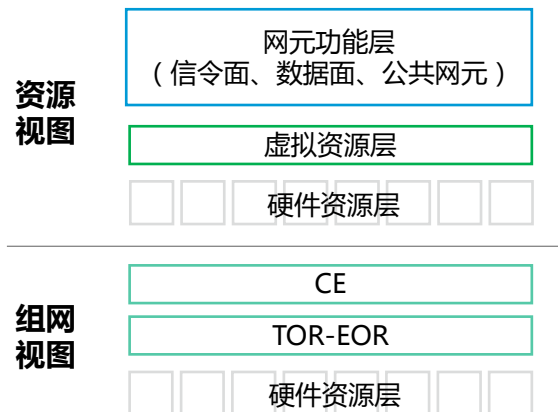 资源
视图
网元功能层
（信令面、数据面、公共网元）
虚拟资源层
硬件资源层
组网
视图
CE
TOR-EOR
硬件资源层